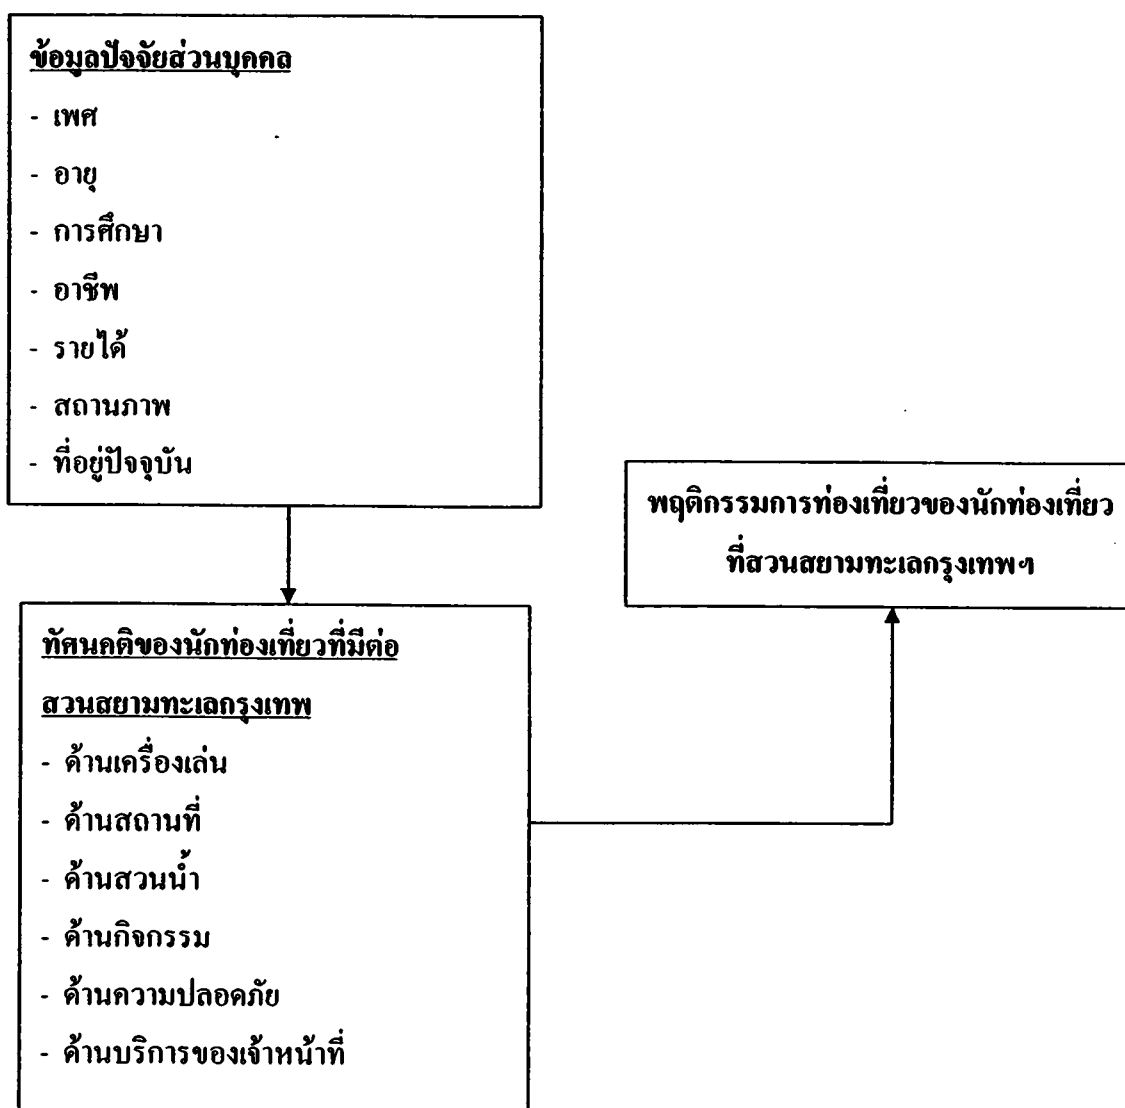 ข้อมูลปัจจัยส่วนบุคคล
- เพศ
- อายุ
- การศึกษา
- อาชีพ
- รายได้
- สถานภาพ
- ที่อยู่ปัจจุบัน
ทัศนคติของนักท่องเที่ยวที่มีต่อ
สวนสยามทะเลกรุงเทพ
- ด้านเครื่องเล่น
- ด้านสถานที่
- ด้านสวนน้ำ
- ด้านกิจกรรม
- ด้านความปลอดภัย
- ด้านบริการของเจ้าหน้าที่
พฤติกรรมการท่องเที่ยวของนักท่องเที่ยว
ที่สวนสยามทะเลกรุงเทพฯ